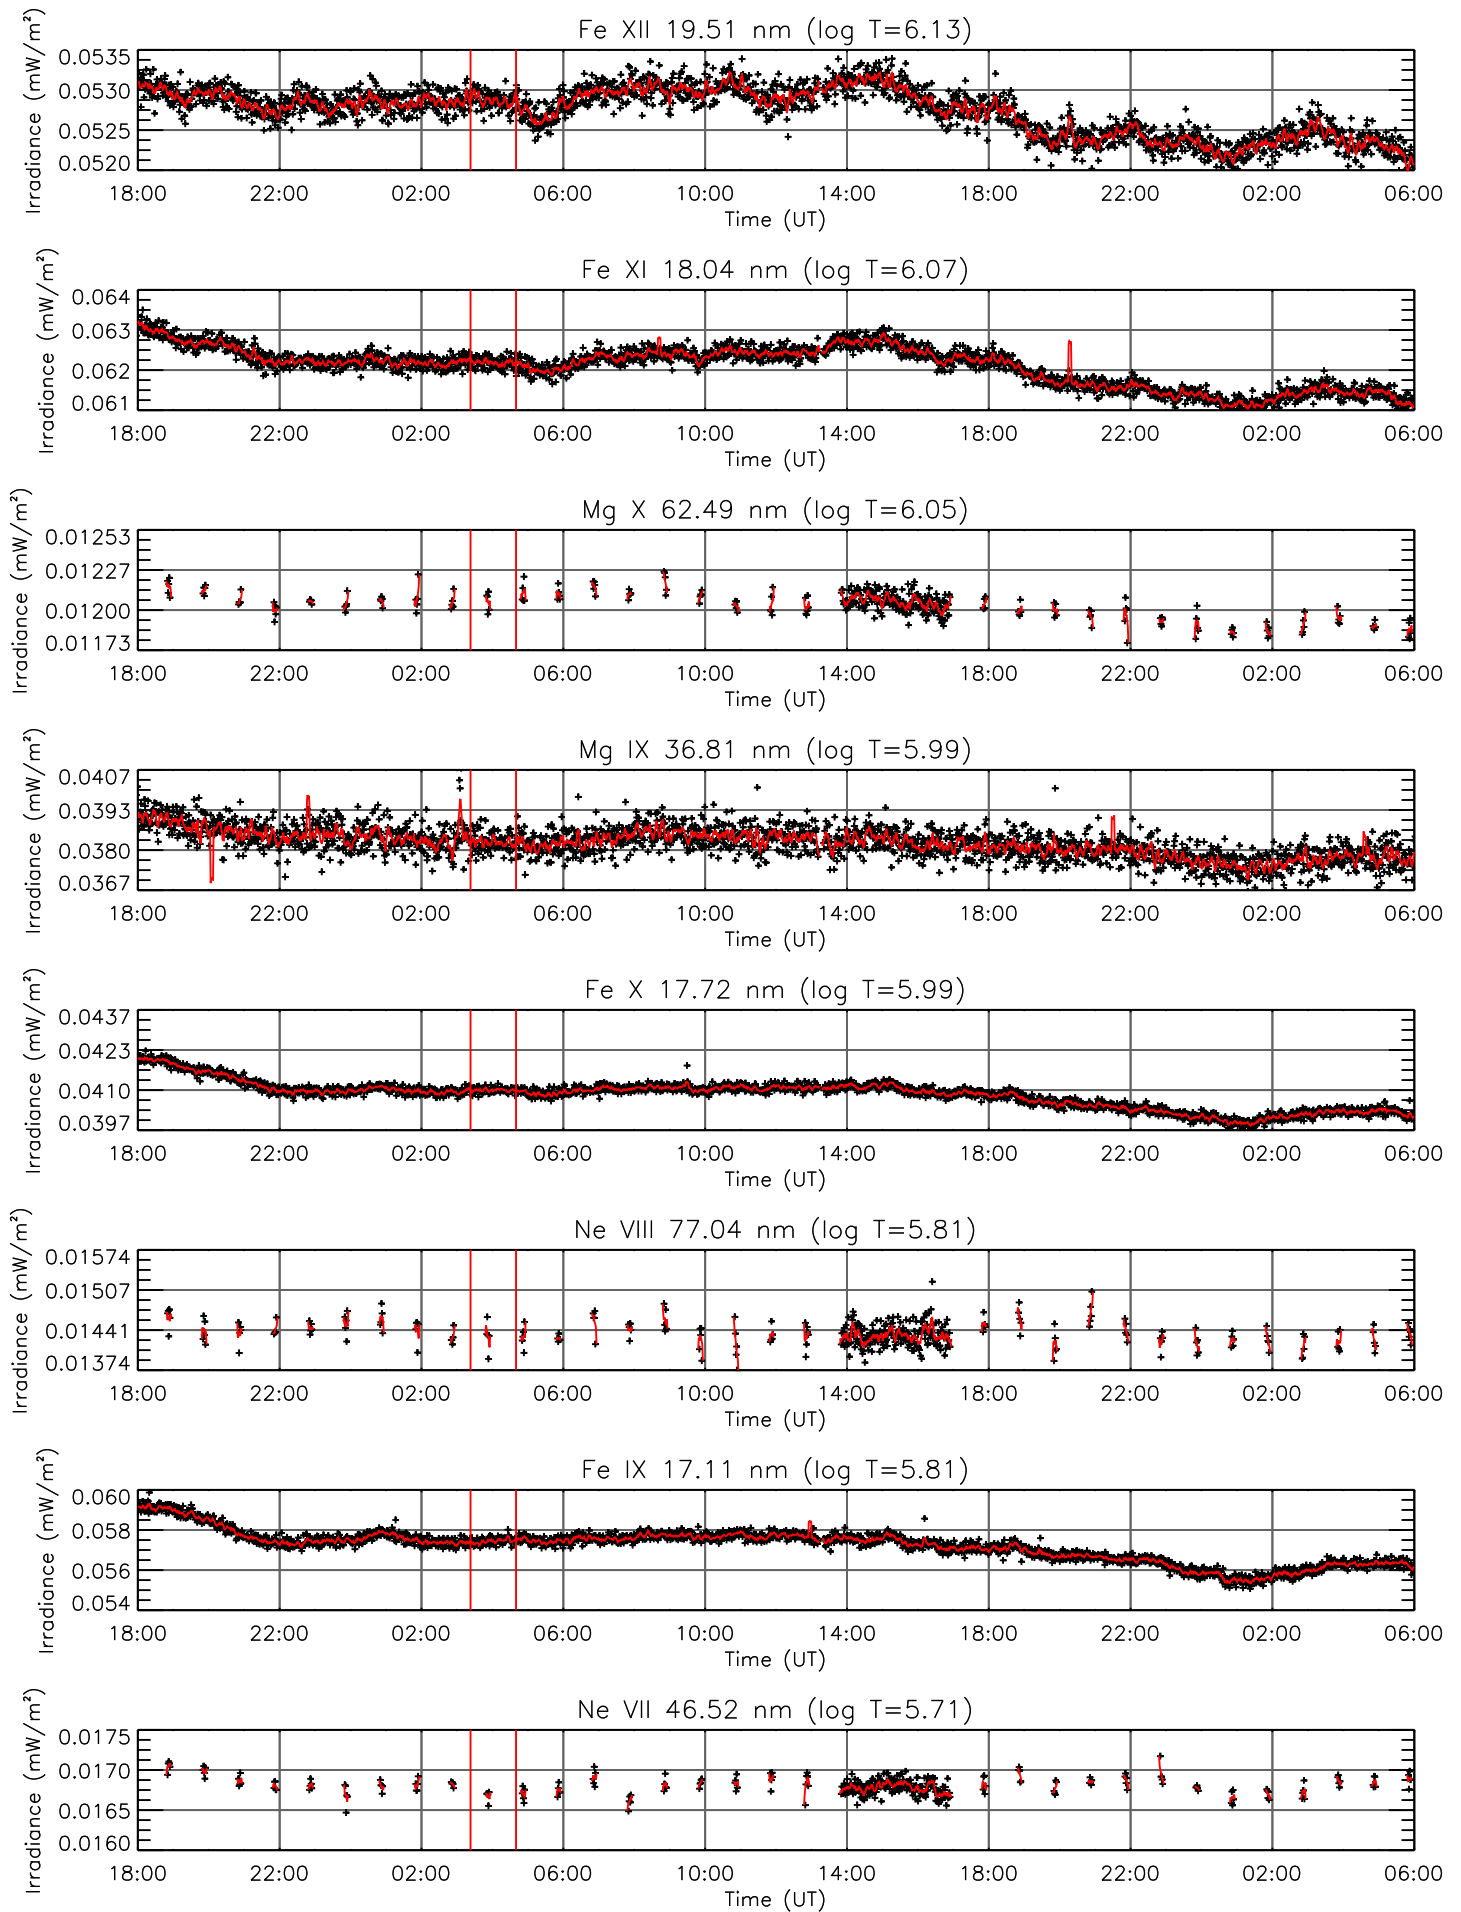 Fe XII 19.51 nm (log T=6.13)
Irradiance (mW/m²)
0.0535
0.0530
0.0525
0.0520
18:00 22:00 02:00 06:00 10:00 14:00 18:00 22:00 02:00 06:00
Time (UT)
Fe XI 18.04 nm (log T=6.07)
Irradiance (mW/m²)
0.064
0.063
0.062
0.061
18:00 22:00 02:00 06:00 10:00 14:00 18:00 22:00 02:00 06:00
Time (UT)
Mg X 62.49 nm (log T=6.05)
Irradiance (mW/m²)
0.01253
0.01227
0.01200
0.01173
18:00 22:00 02:00 06:00 10:00 14:00 18:00 22:00 02:00 06:00
Time (UT)
Mg IX 36.81 nm (log T=5.99)
Irradiance (mW/m²)
0.0407
0.0393
0.0380
0.0367
18:00 22:00 02:00 06:00 10:00 14:00 18:00 22:00 02:00 06:00
Time (UT)
Fe X 17.72 nm (log T=5.99)
Irradiance (mW/m²)
0.0437
0.0423
0.0410
0.0397
18:00 22:00 02:00 06:00 10:00 14:00 18:00 22:00 02:00 06:00
Time (UT)
Ne VIII 77.04 nm (log T=5.81)
Irradiance (mW/m²)
0.01574
0.01507
0.01441
0.01374
18:00 22:00 02:00 06:00 10:00 14:00 18:00 22:00 02:00 06:00
Time (UT)
Fe IX 17.11 nm (log T=5.81)
Irradiance (mW/m²)
0.060
0.058
0.056
0.054
18:00 22:00 02:00 06:00 10:00 14:00 18:00 22:00 02:00 06:00
Time (UT)
Ne VII 46.52 nm (log T=5.71)
Irradiance (mW/m²)
0.0175
0.0170
0.0165
0.0160
18:00 22:00 02:00 06:00 10:00 14:00 18:00 22:00 02:00 06:00
Time (UT)